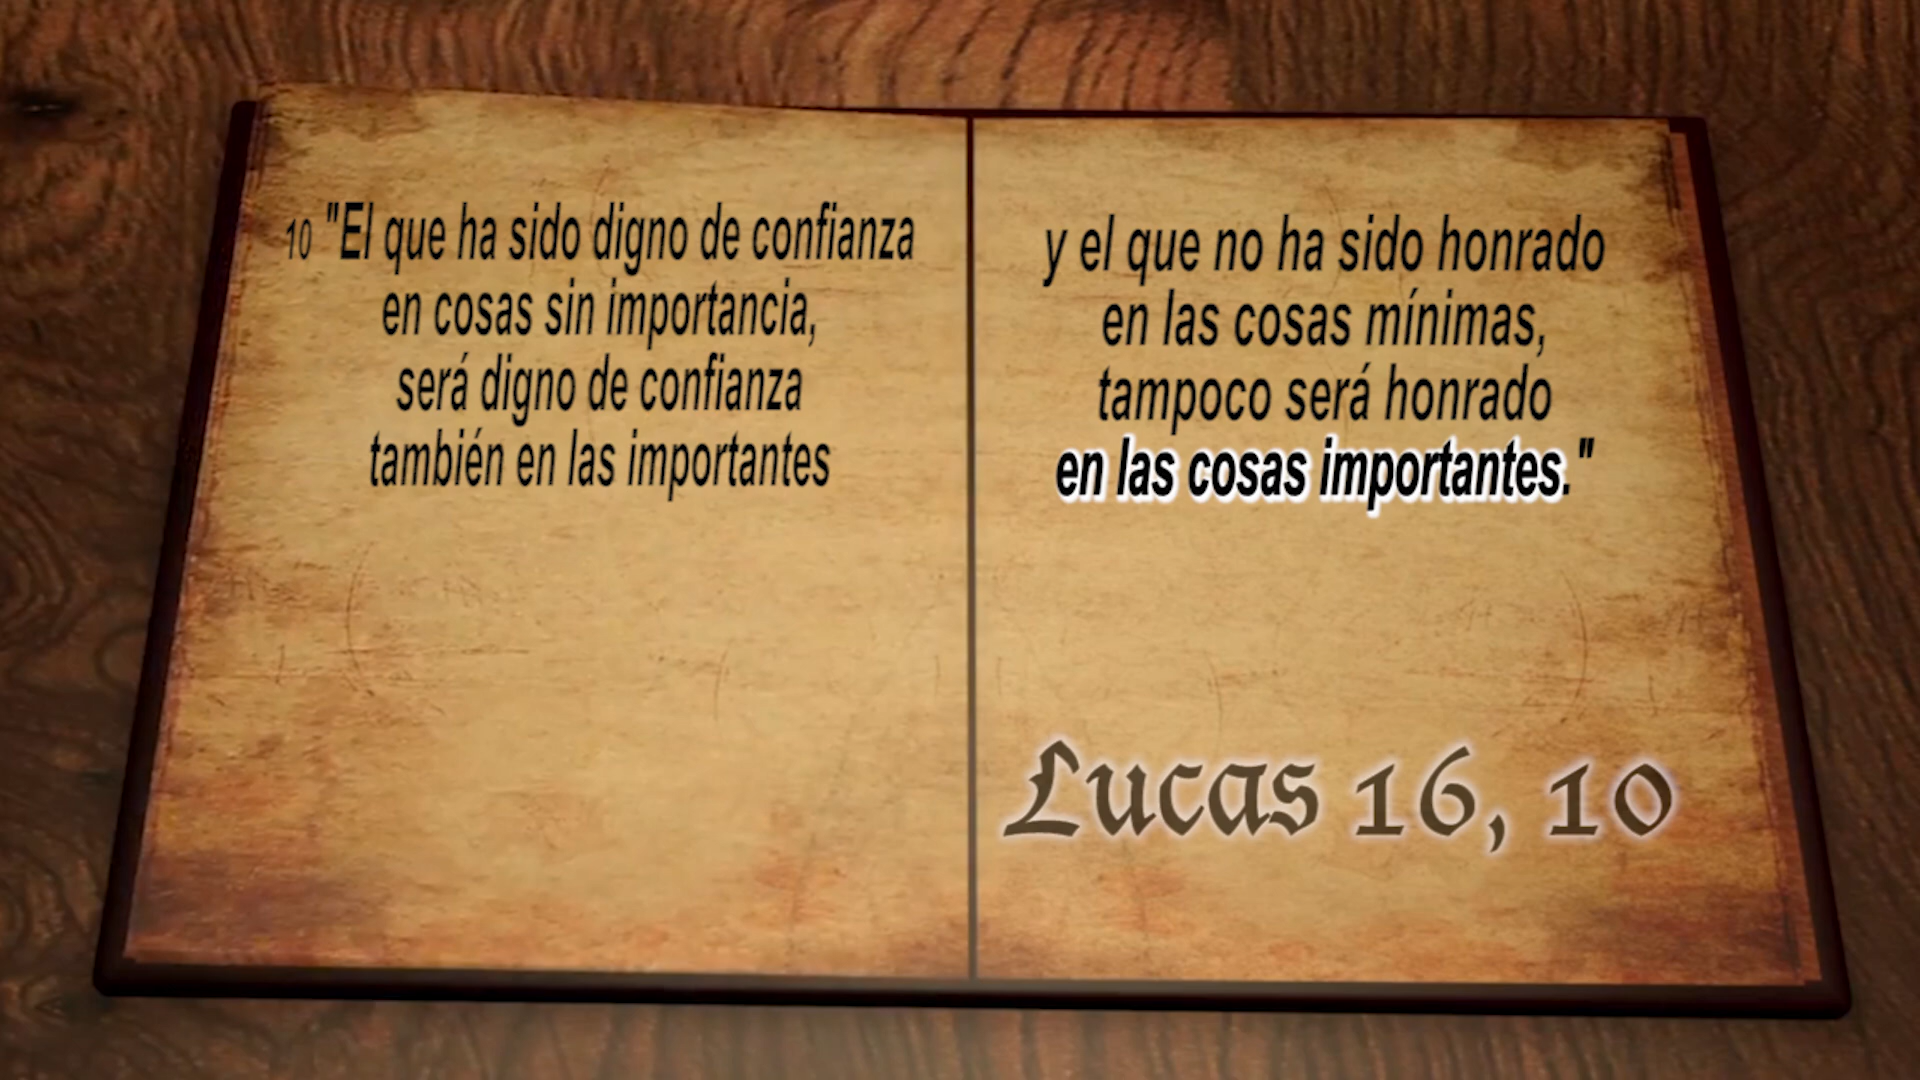 10 "El que ha sido digno de confianza
en cosas sin importancia,
será digno de confianza
también en las importantes
y el que no ha sido honrado
en las cosas mínimas,
tampoco será honrado
en las cosas importantes."
Lucas 16, 10